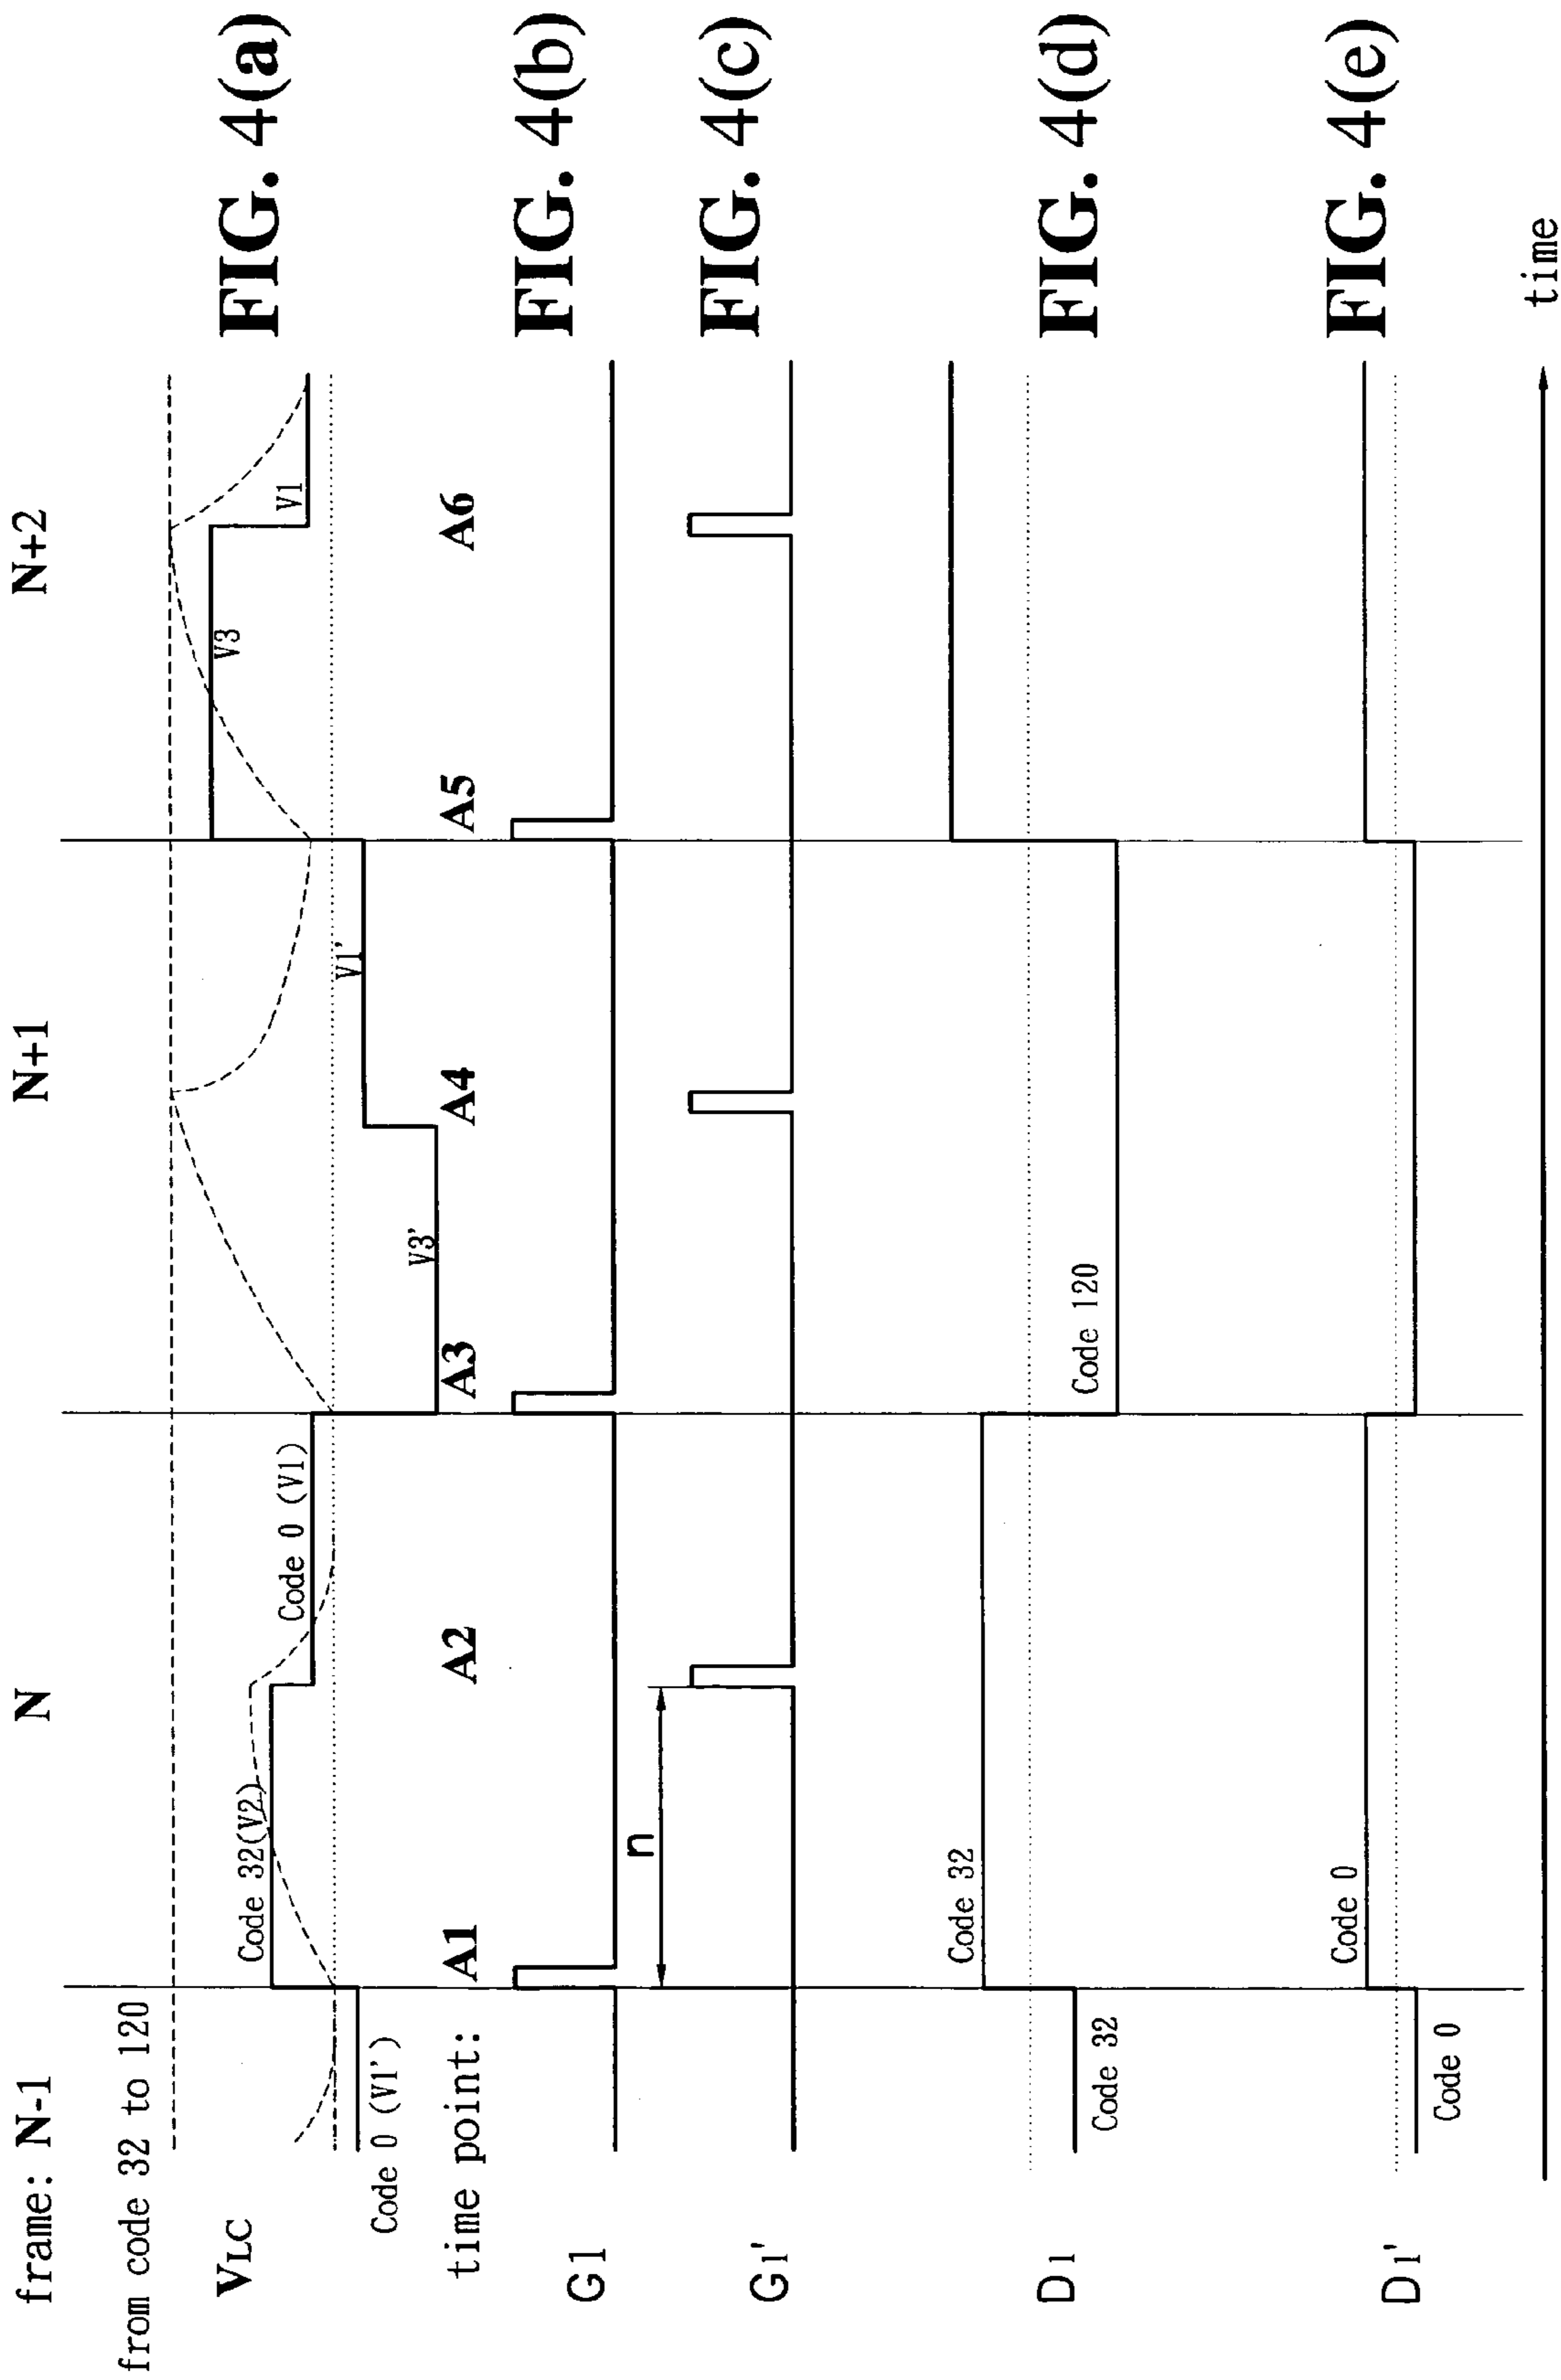 frame: N-1 N N+1 N+2
from code 32 to 120
VLC
Code 0 (V1')
Code 32(V2)
Code 0 (V1)
V3'
V1'
V3
V1
FIG. 4(a)
time point: A1 A2 A3 A4 A5 A6
G1
FIG. 4(b)
n
G1'
FIG. 4(c)
D1
Code 32
Code 32
Code 120
FIG. 4(d)
D1'
Code 0
Code 0
FIG. 4(e)
time